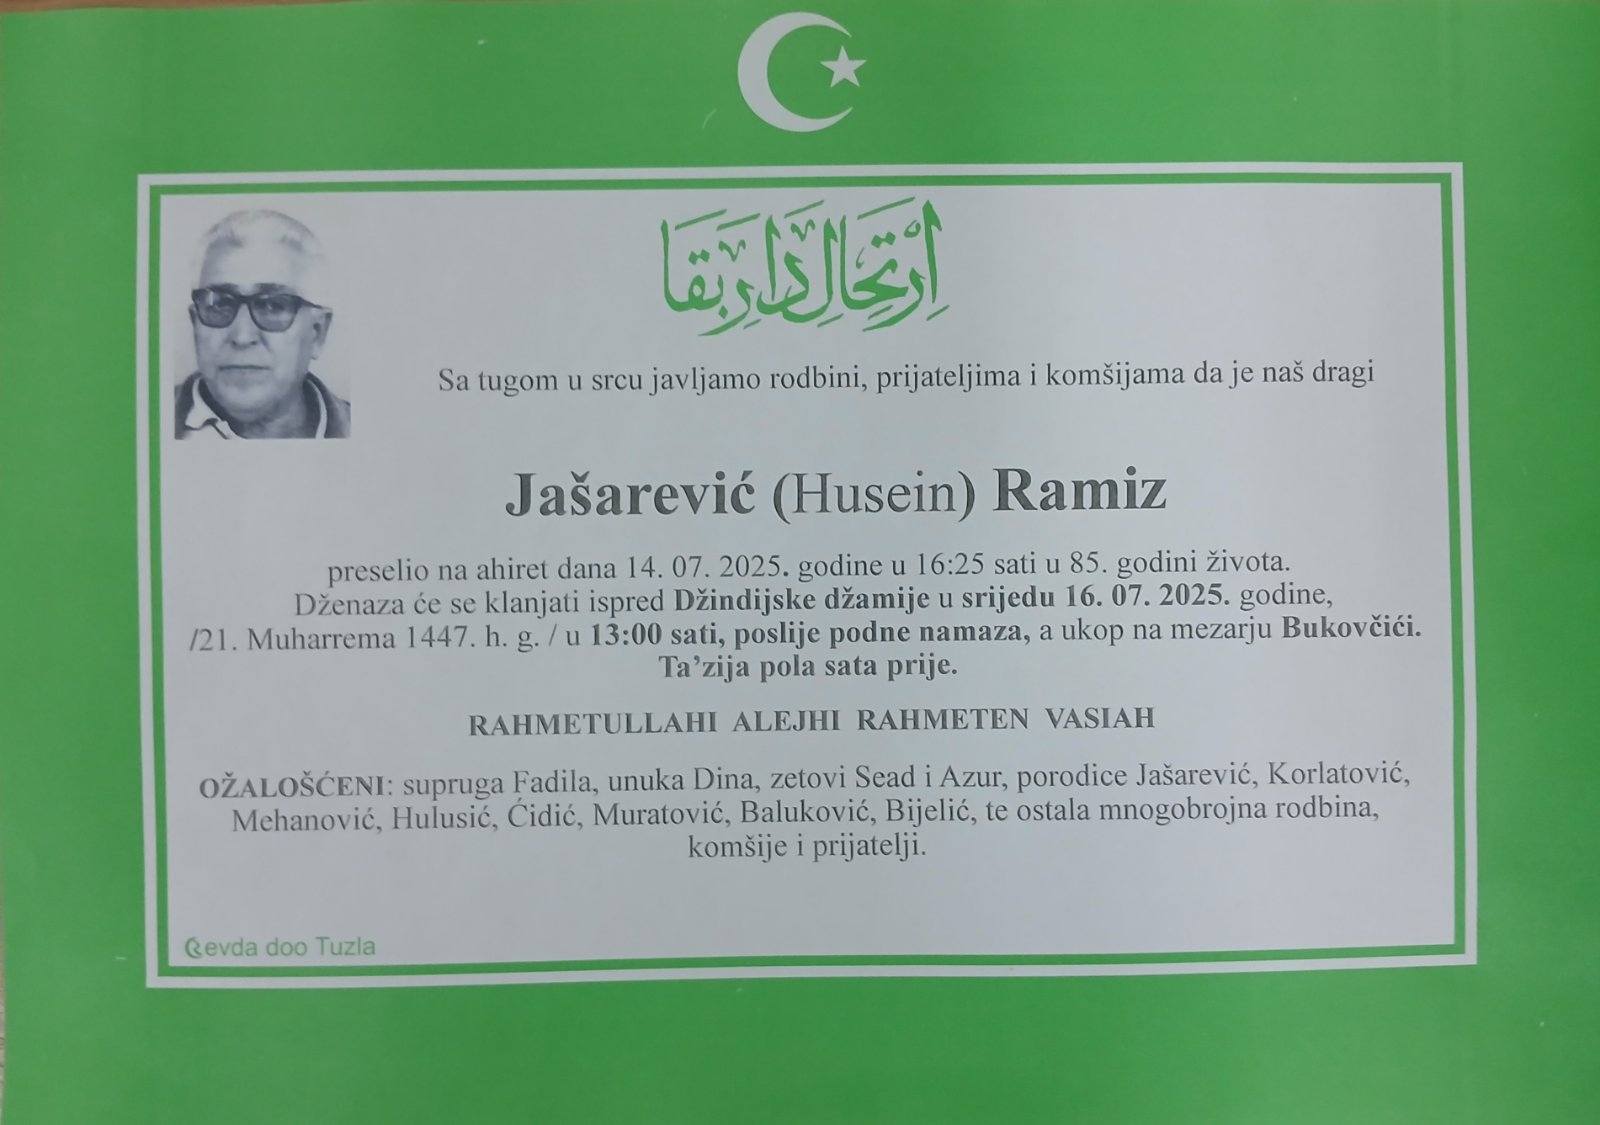 اِرْتِحَالِ دَارِ بَقَا
Sa tugom u srcu javljamo rodbini, prijateljima i komšijama da je naš dragi
Jašarević (Husein) Ramiz
preselio na ahiret dana 14. 07. 2025. godine u 16:25 sati u 85. godini života.
Dženaza će se klanjati ispred Džindijske džamije u srijedu 16. 07. 2025. godine,
/21. Muharrema 1447. h. g. / u 13:00 sati, poslije podne namaza, a ukop na mezarju Bukovčići.
Ta’zija pola sata prije.
RAHMETULLAHI ALEJHI RAHMETEN VASIAH
OŽALOŠĆENI: supruga Fadila, unuka Dina, zetovi Sead i Azur, porodice Jašarević, Korlatović,
Mehanović, Hulusić, Ćidić, Muratović, Baluković, Bijelić, te ostala mnogobrojna rodbina,
komšije i prijatelji.
Revda doo Tuzla